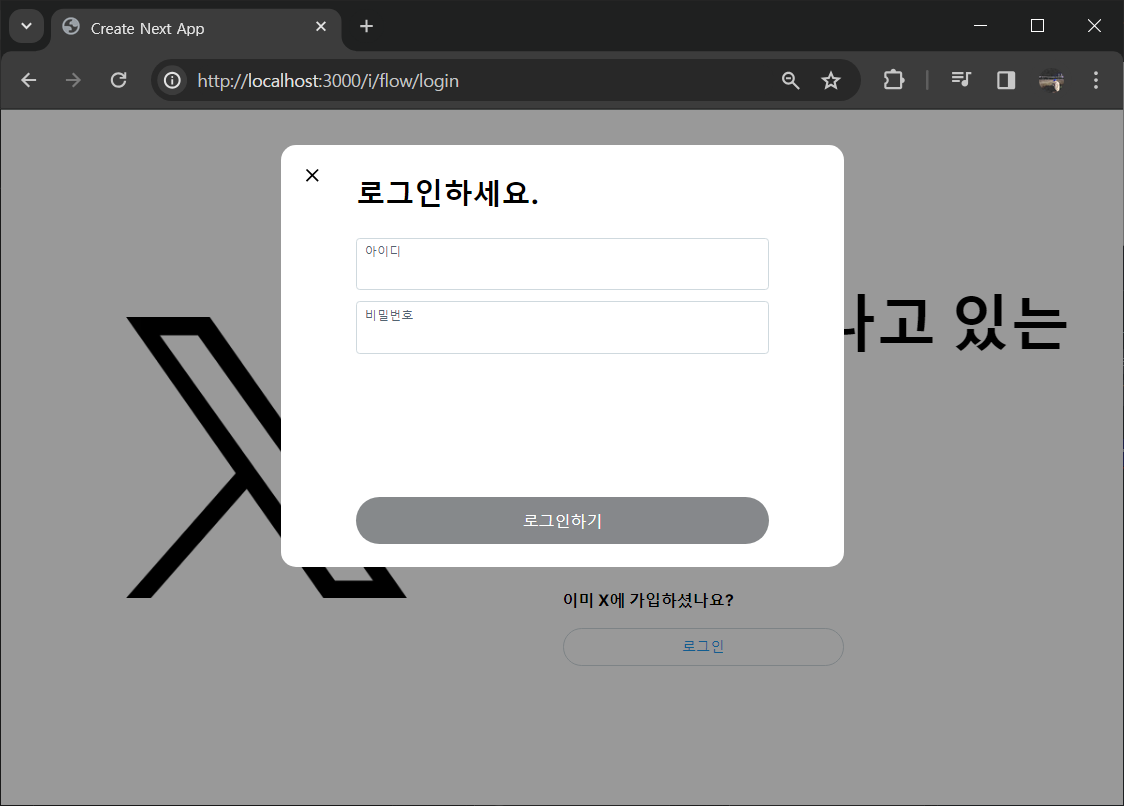 Create Next App
http://localhost:3000/i/flow/login
로그인하세요.
아이디
비밀번호
나고 있는
로그인하기
이미 X에 가입하셨나요?
로그인